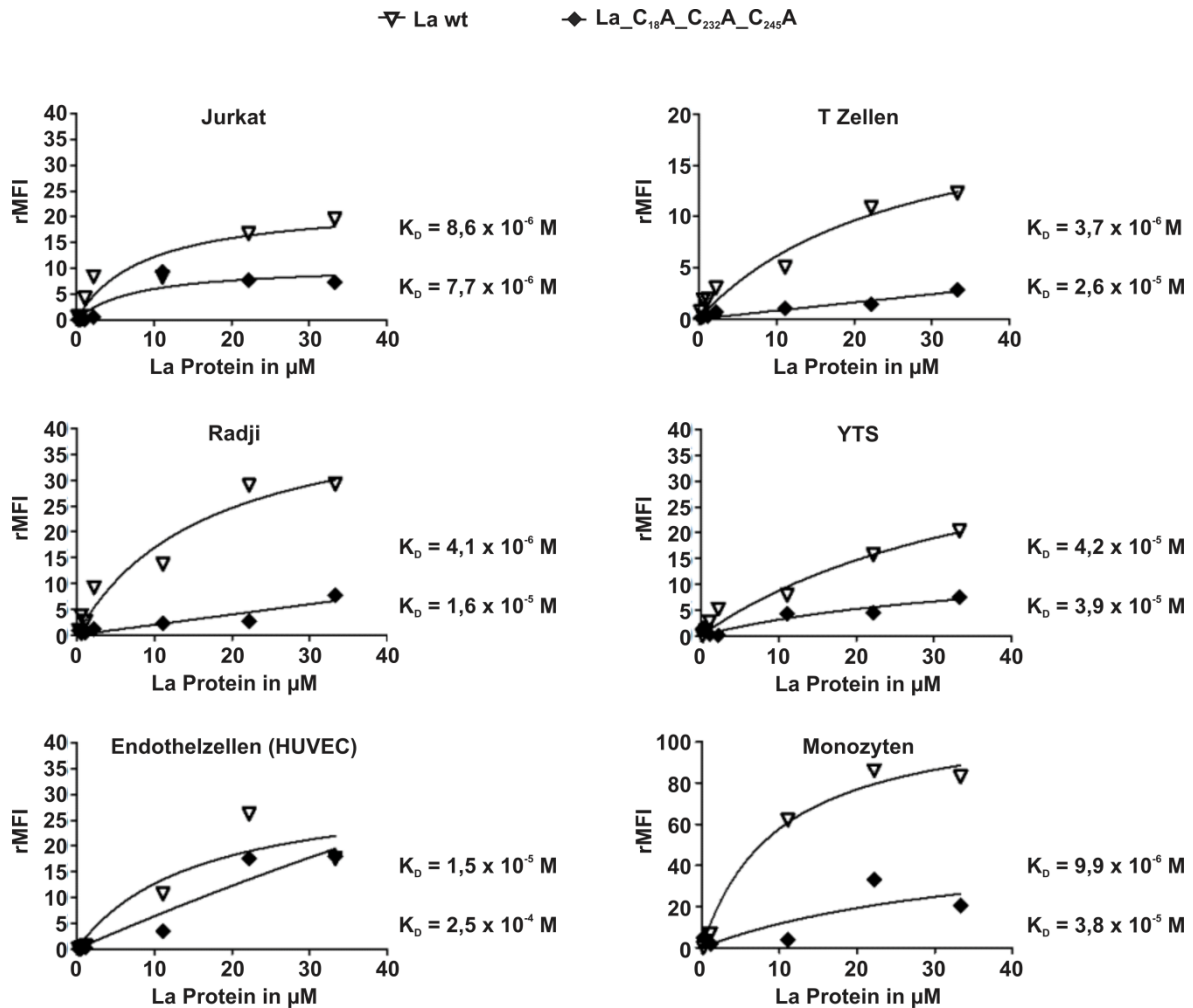 La wt   La_C₁₈A_C₂₃₂A_C₂₄₅A
Jurkat
rMFI
40
35
30
25
20
15
10
5
0
0 10 20 30 40
La Protein in µM
K_D = 8,6 x 10⁻⁶ M
K_D = 7,7 x 10⁻⁶ M
T Zellen
rMFI
20
15
10
5
0
0 10 20 30 40
La Protein in µM
K_D = 3,7 x 10⁻⁶ M
K_D = 2,6 x 10⁻⁵ M
Radji
rMFI
40
35
30
25
20
15
10
5
0
0 10 20 30 40
La Protein in µM
K_D = 4,1 x 10⁻⁶ M
K_D = 1,6 x 10⁻⁵ M
YTS
rMFI
40
35
30
25
20
15
10
5
0
0 10 20 30 40
La Protein in µM
K_D = 4,2 x 10⁻⁵ M
K_D = 3,9 x 10⁻⁵ M
Endothelzellen (HUVEC)
rMFI
40
35
30
25
20
15
10
5
0
0 10 20 30 40
La Protein in µM
K_D = 1,5 x 10⁻⁵ M
K_D = 2,5 x 10⁻⁴ M
Monozyten
rMFI
100
80
60
40
20
0
0 10 20 30 40
La Protein in µM
K_D = 9,9 x 10⁻⁶ M
K_D = 3,8 x 10⁻⁵ M